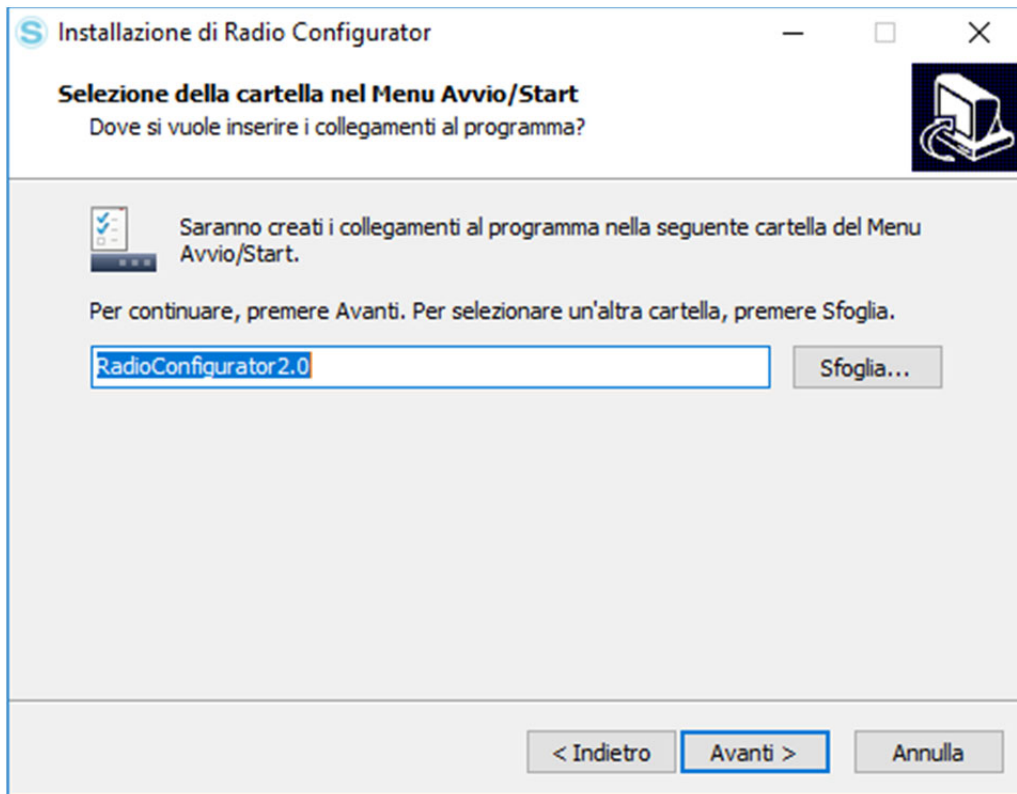 Installazione di Radio Configurator
Selezione della cartella nel Menu Avvio/Start
Dove si vuole inserire i collegamenti al programma?
Saranno creati i collegamenti al programma nella seguente cartella del Menu
Avvio/Start.
Per continuare, premere Avanti. Per selezionare un'altra cartella, premere Sfoglia.
RadioConfigurator2.0
Sfoglia...
< Indietro
Avanti >
Annulla